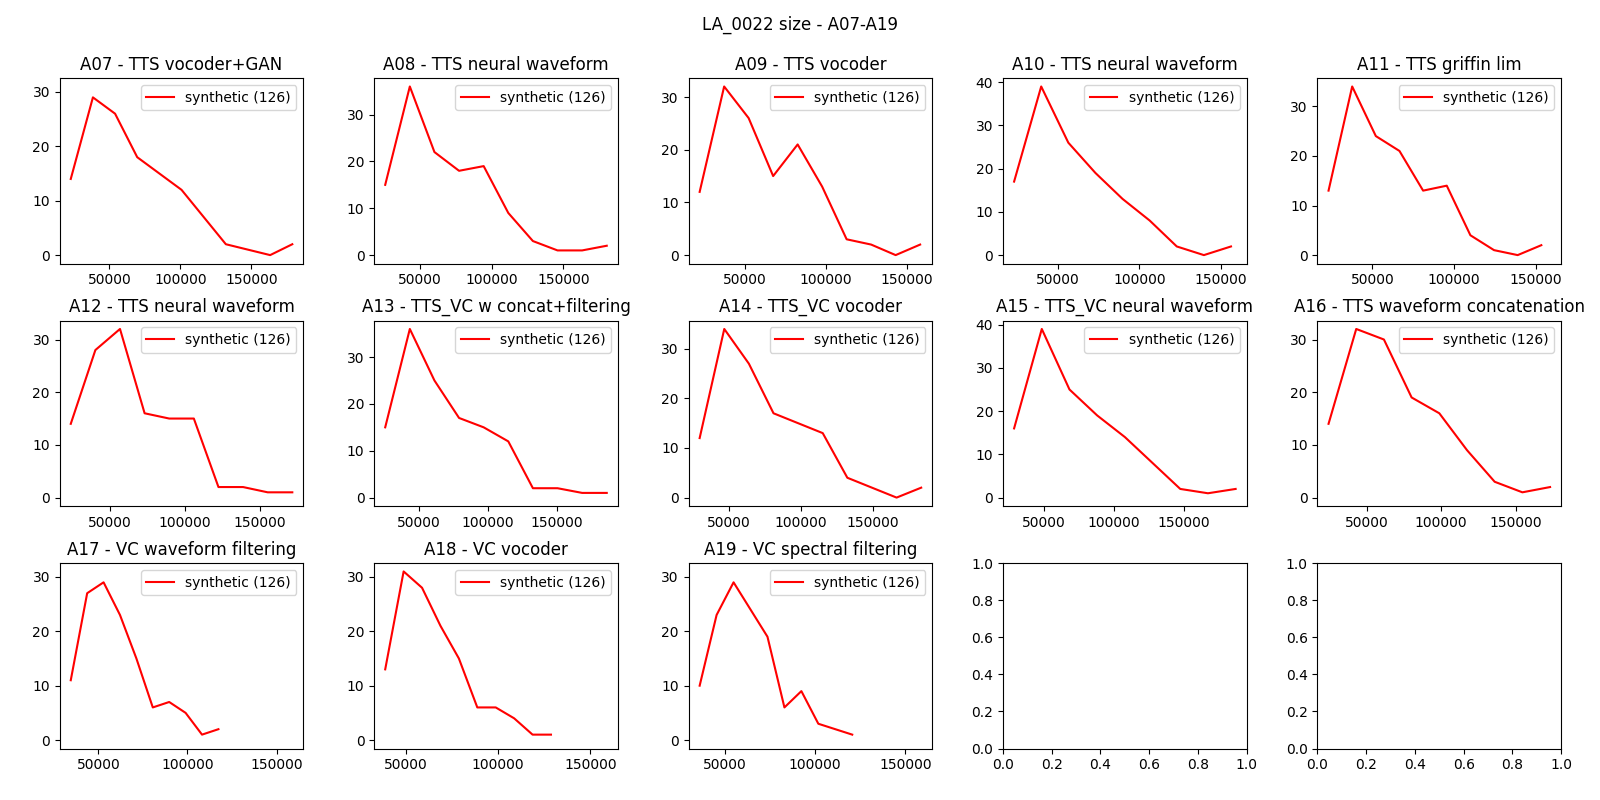 LA_0022 size - A07-A19
A07 - TTS vocoder+GAN
synthetic (126)
30
20
10
0
50000 100000 150000
A08 - TTS neural waveform
synthetic (126)
30
20
10
0
50000 100000 150000
A09 - TTS vocoder
synthetic (126)
30
20
10
0
50000 100000 150000
A10 - TTS neural waveform
synthetic (126)
40
30
20
10
0
50000 100000 150000
A11 - TTS griffin lim
synthetic (126)
30
20
10
0
50000 100000 150000
A12 - TTS neural waveform
synthetic (126)
30
20
10
0
50000 100000 150000
A13 - TTS_VC w concat+filtering
synthetic (126)
30
20
10
0
50000 100000 150000
A14 - TTS_VC vocoder
synthetic (126)
30
20
10
0
50000 100000 150000
A15 - TTS_VC neural waveform
synthetic (126)
40
30
20
10
0
50000 100000 150000
A16 - TTS waveform concatenation
synthetic (126)
30
20
10
0
50000 100000 150000
A17 - VC waveform filtering
synthetic (126)
30
20
10
0
50000 100000 150000
A18 - VC vocoder
synthetic (126)
30
20
10
0
50000 100000 150000
A19 - VC spectral filtering
synthetic (126)
30
20
10
0
50000 100000 150000
1.0
0.8
0.6
0.4
0.2
0.0
0.0 0.2 0.4 0.6 0.8 1.0
1.0
0.8
0.6
0.4
0.2
0.0
0.0 0.2 0.4 0.6 0.8 1.0